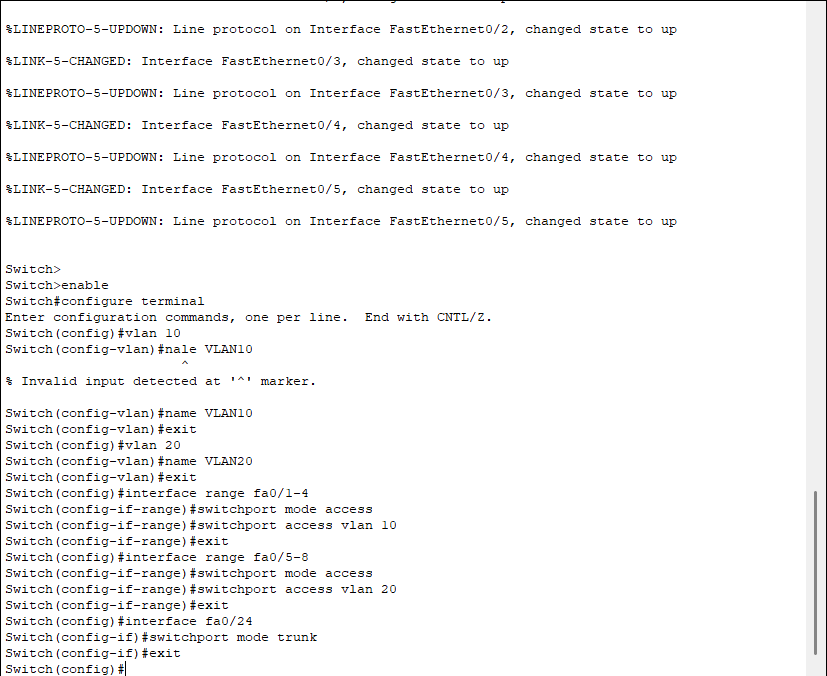 %LINEPROTO-5-UPDOWN: Line protocol on Interface FastEthernet0/2, changed state to up
%LINK-5-CHANGED: Interface FastEthernet0/3, changed state to up
%LINEPROTO-5-UPDOWN: Line protocol on Interface FastEthernet0/3, changed state to up
%LINK-5-CHANGED: Interface FastEthernet0/4, changed state to up
%LINEPROTO-5-UPDOWN: Line protocol on Interface FastEthernet0/4, changed state to up
%LINK-5-CHANGED: Interface FastEthernet0/5, changed state to up
%LINEPROTO-5-UPDOWN: Line protocol on Interface FastEthernet0/5, changed state to up
Switch>
Switch>enable
Switch#configure terminal
Enter configuration commands, one per line.  End with CNTL/Z.
Switch(config)#vlan 10
Switch(config-vlan)#nale VLAN10
^
% Invalid input detected at '^' marker.
Switch(config-vlan)#name VLAN10
Switch(config-vlan)#exit
Switch(config)#vlan 20
Switch(config-vlan)#name VLAN20
Switch(config-vlan)#exit
Switch(config)#interface range fa0/1-4
Switch(config-if-range)#switchport mode access
Switch(config-if-range)#switchport access vlan 10
Switch(config-if-range)#exit
Switch(config)#interface range fa0/5-8
Switch(config-if-range)#switchport mode access
Switch(config-if-range)#switchport access vlan 20
Switch(config-if-range)#exit
Switch(config)#interface fa0/24
Switch(config-if)#switchport mode trunk
Switch(config-if)#exit
Switch(config)#